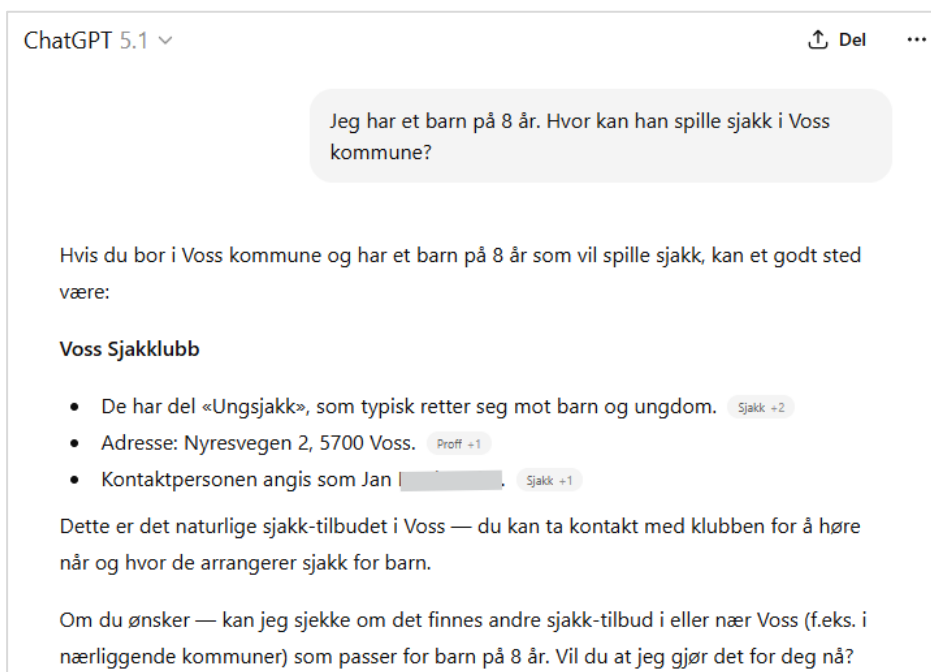 ChatGPT 5.1
Del
Jeg har et barn på 8 år. Hvor kan han spille sjakk i Voss
kommune?
Hvis du bor i Voss kommune og har et barn på 8 år som vil spille sjakk, kan et godt sted
være:
Voss Sjakklubb
De har del «Ungsjakk», som typisk retter seg mot barn og ungdom. Sjakk +2
Adresse: Nyresvegen 2, 5700 Voss. Proff +1
Kontaktpersonen angis som Jan . Sjakk +1
Dette er det naturlige sjakk-tilbudet i Voss — du kan ta kontakt med klubben for å høre
når og hvor de arrangerer sjakk for barn.
Om du ønsker — kan jeg sjekke om det finnes andre sjakk-tilbud i eller nær Voss (f.eks. i
nærliggende kommuner) som passer for barn på 8 år. Vil du at jeg gjør det for deg nå?